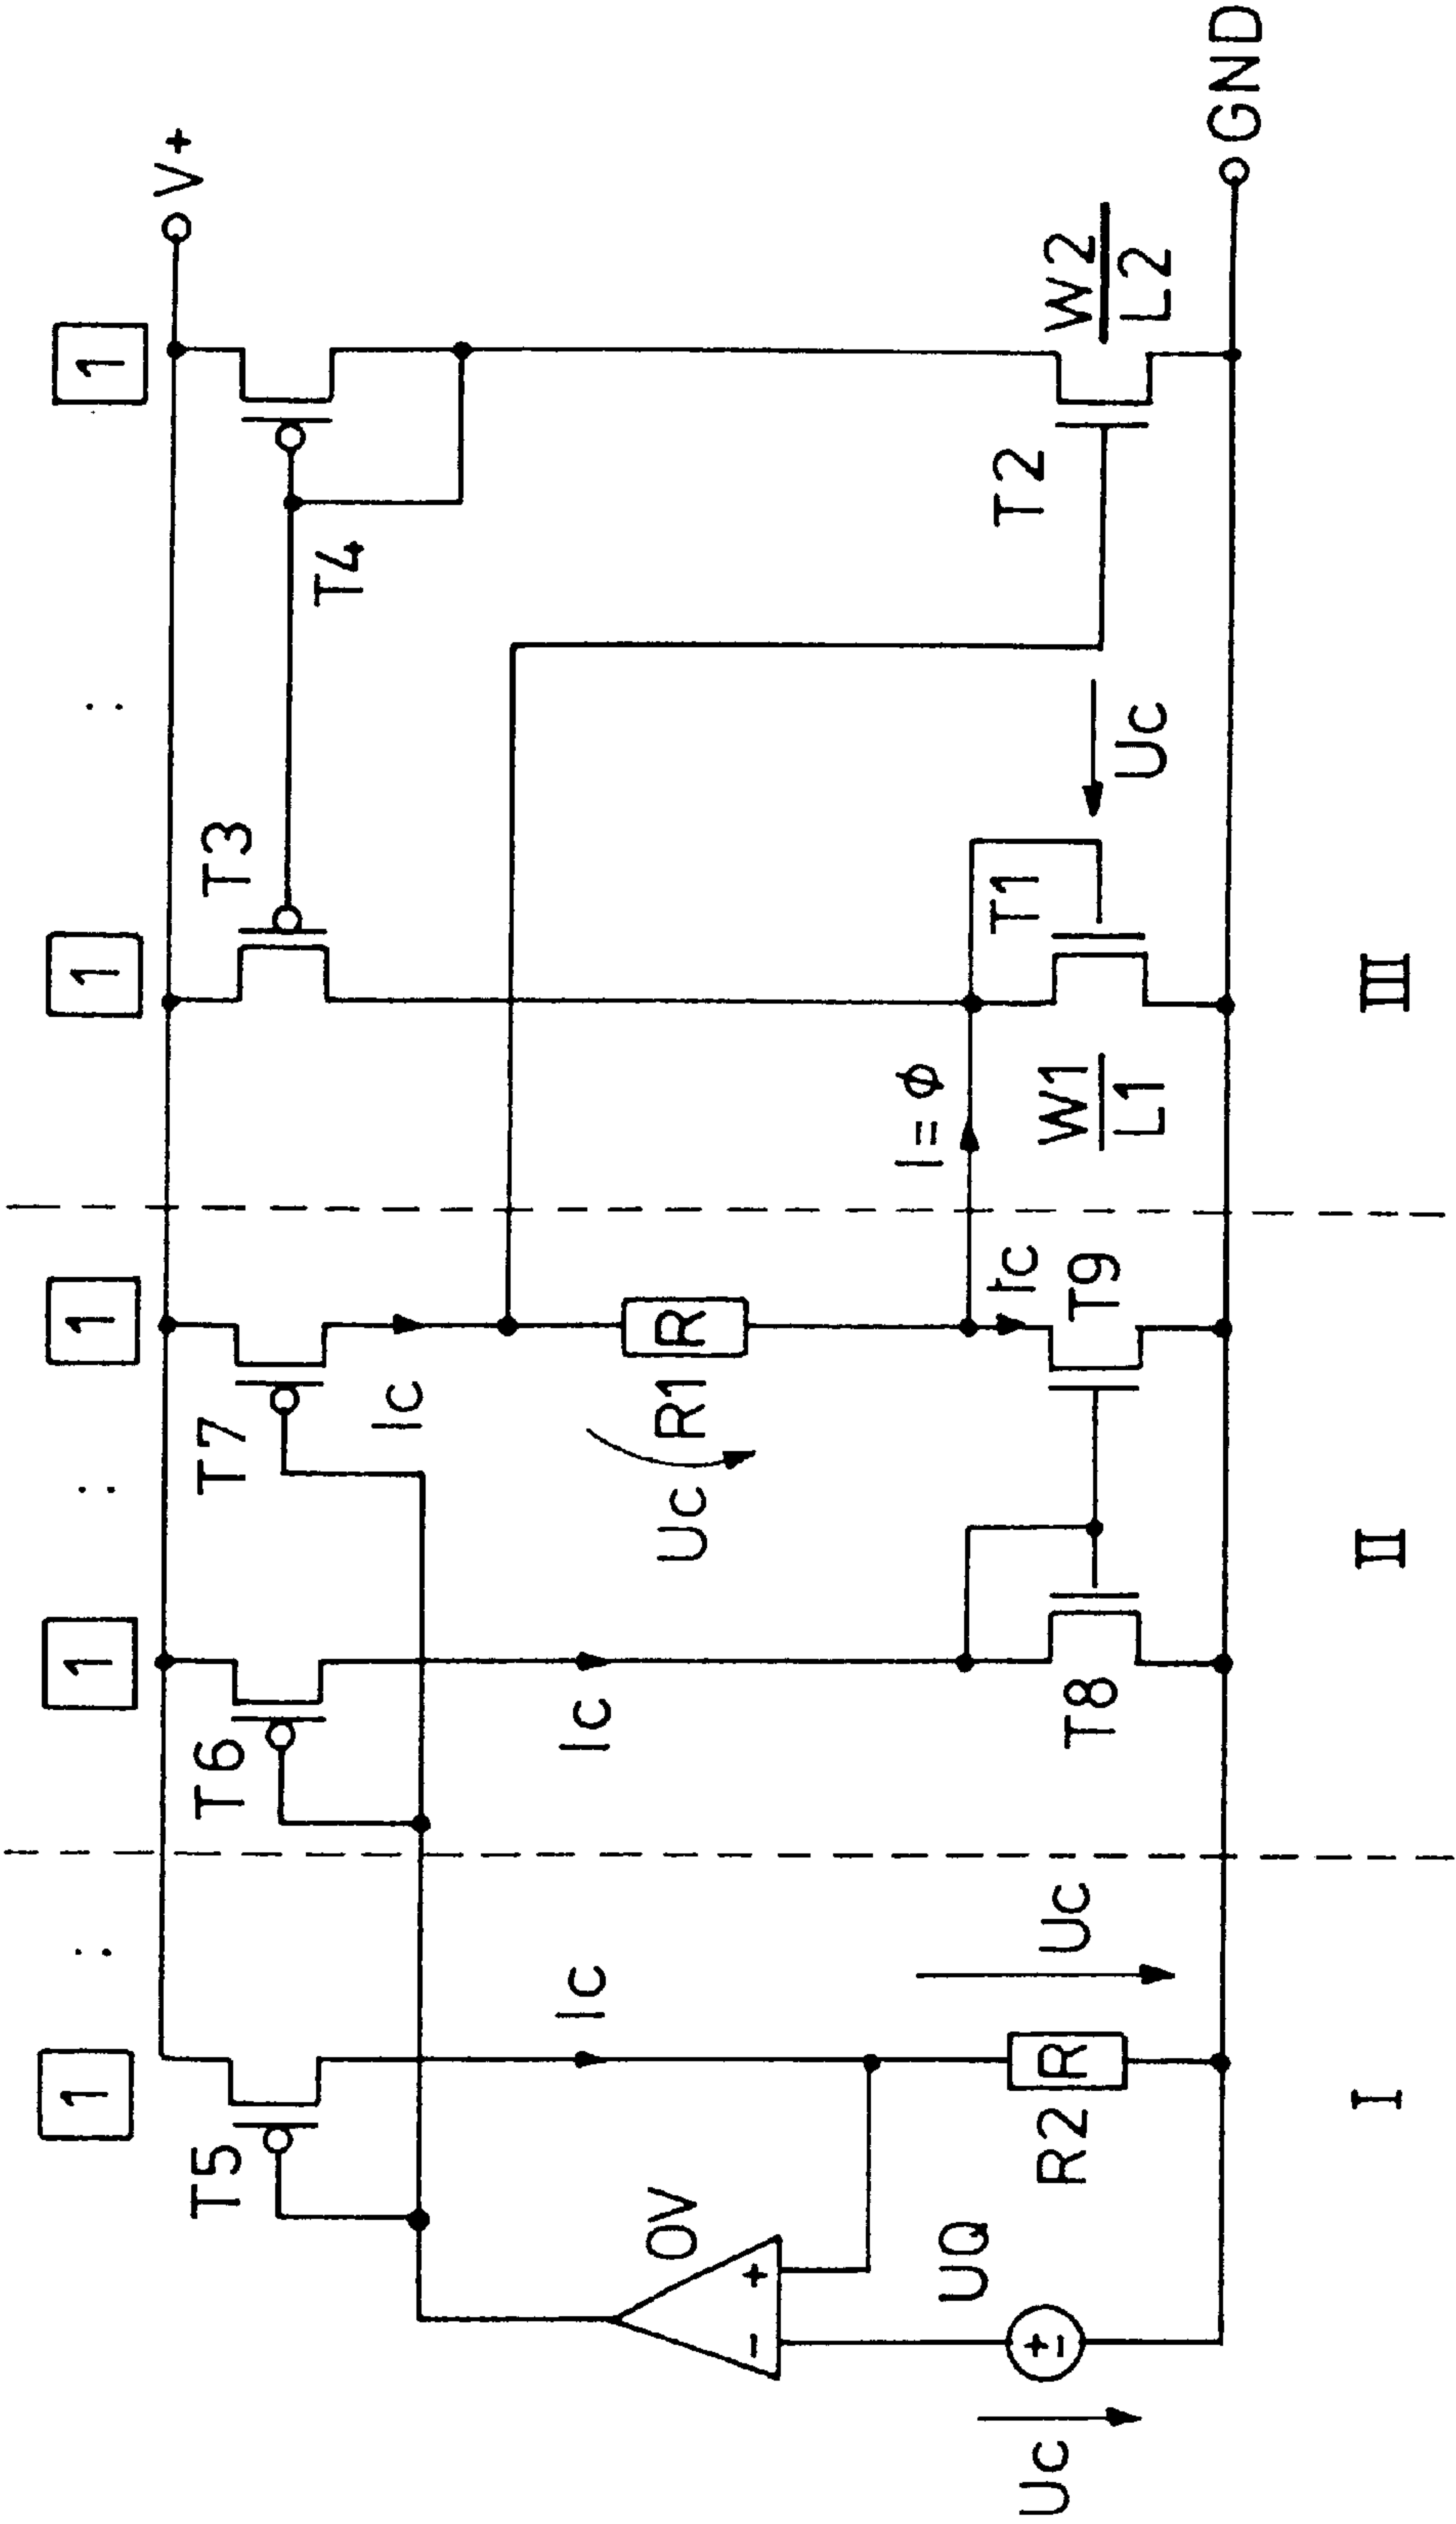 1 : 1 : 1 : 1 1
V+
T5
T6
T7
T3
T4
Ic
Ic
Ic
OV
- +
Uc
R1
R
I = ϕ
Ic
Uc
UQ
+-
Uc
R2
R
T8
T9
W1
L1
T1
Uc
T2
W2
L2
GND
I
II
III